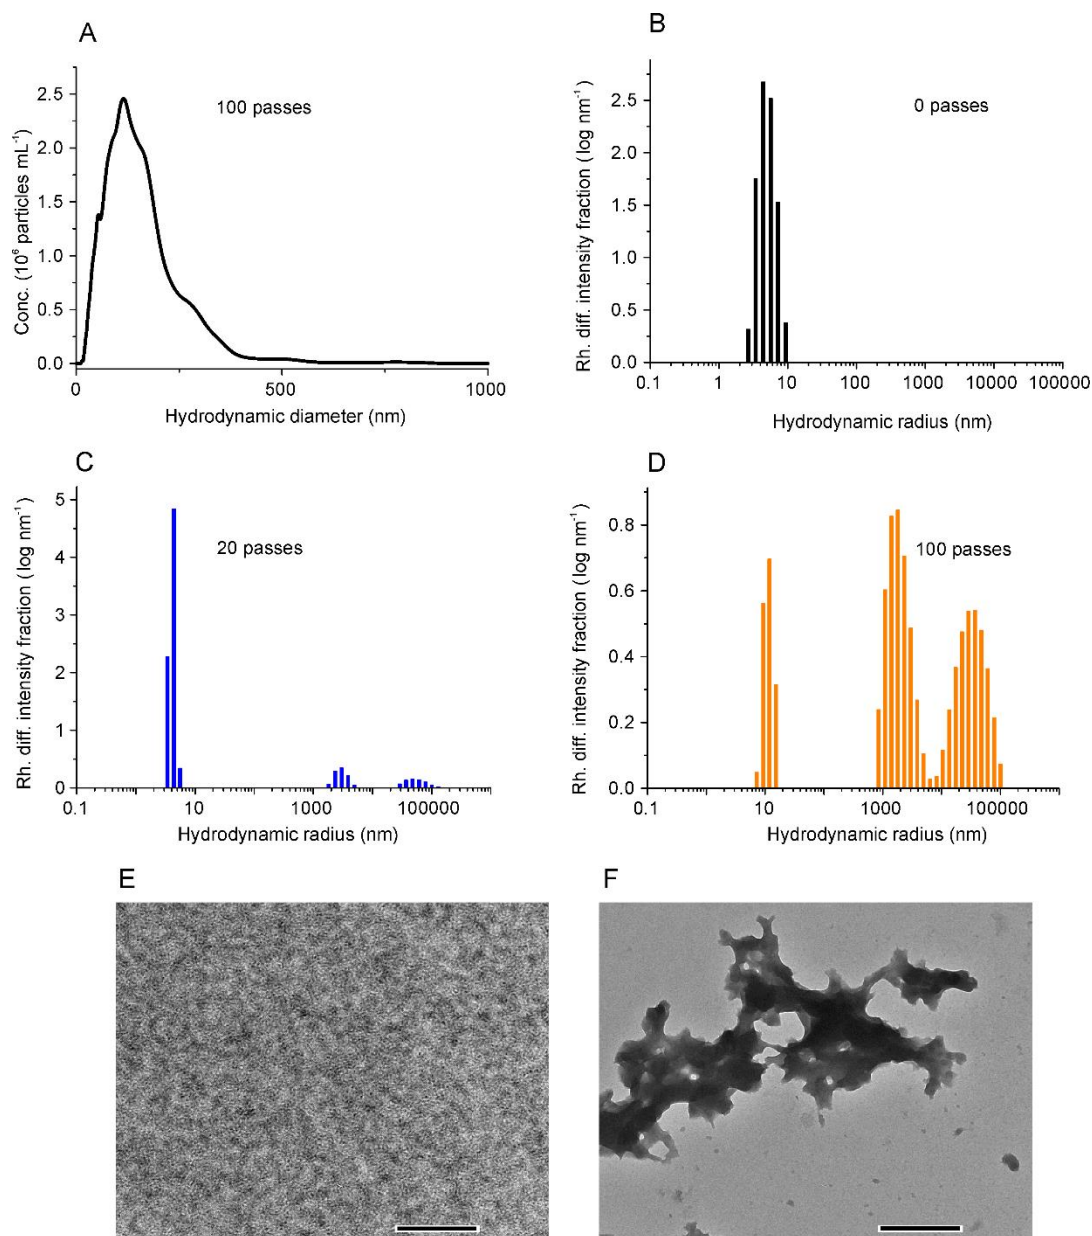 A
100 passes
Conc. (10⁶ particles mL⁻¹)
2.5
2.0
1.5
1.0
0.5
0.0
0
500
1000
Hydrodynamic diameter (nm)
B
0 passes
Rh. diff. intensity fraction (log nm⁻¹)
2.5
2.0
1.5
1.0
0.5
0.0
0.1
1
10
100
1000
10000
100000
Hydrodynamic radius (nm)
C
20 passes
Rh. diff. intensity fraction (log nm⁻¹)
5
4
3
2
1
0
0.1
10
1000
100000
Hydrodynamic radius (nm)
D
100 passes
Rh. diff. intensity fraction (log nm⁻¹)
0.8
0.6
0.4
0.2
0.0
0.1
10
1000
100000
Hydrodynamic radius (nm)
E
F